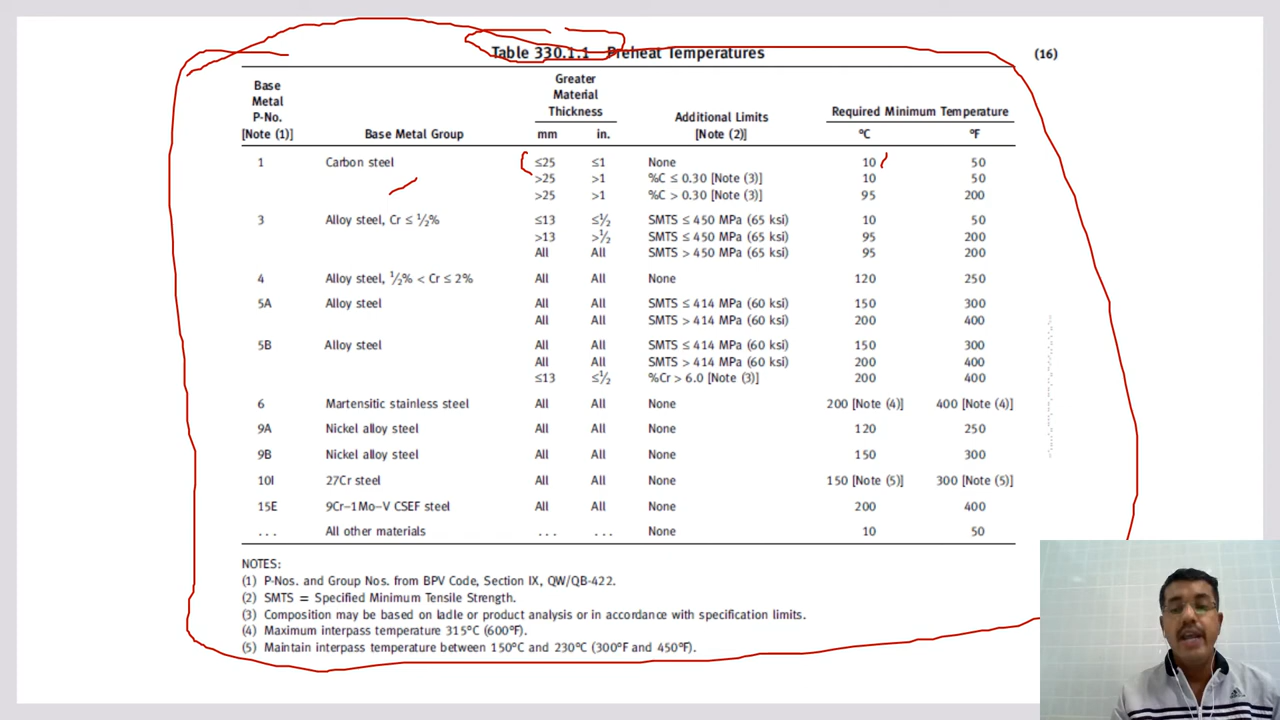 Table 330.1.1 Preheat Temperatures (16)
Base Metal P-No. [Note (1)] Base Metal Group Greater Material Thickness mm in. Additional Limits [Note (2)] Required Minimum Temperature °C °F
1 Carbon steel ≤25 ≤1 None 10 50
>25 >1 %C ≤ 0.30 [Note (3)] 10 50
>25 >1 %C > 0.30 [Note (3)] 95 200
3 Alloy steel, Cr ≤ 1/2% ≤13 ≤1/2 SMTS ≤ 450 MPa (65 ksi) 10 50
>13 >1/2 SMTS ≤ 450 MPa (65 ksi) 95 200
All All SMTS > 450 MPa (65 ksi) 95 200
4 Alloy steel, 1/2% < Cr ≤ 2% All All None 120 250
5A Alloy steel All All SMTS ≤ 414 MPa (60 ksi) 150 300
All All SMTS > 414 MPa (60 ksi) 200 400
5B Alloy steel All All SMTS ≤ 414 MPa (60 ksi) 150 300
All All SMTS > 414 MPa (60 ksi) 200 400
≤13 ≤1/2 %Cr > 6.0 [Note (3)] 200 400
6 Martensitic stainless steel All All None 200 [Note (4)] 400 [Note (4)]
9A Nickel alloy steel All All None 120 250
9B Nickel alloy steel All All None 150 300
10I 27Cr steel All All None 150 [Note (5)] 300 [Note (5)]
15E 9Cr–1Mo–V CSEF steel All All None 200 400
. . . All other materials . . . . . . None 10 50
NOTES:
(1) P-Nos. and Group Nos. from BPV Code, Section IX, QW/QB-422.
(2) SMTS = Specified Minimum Tensile Strength.
(3) Composition may be based on ladle or product analysis or in accordance with specification limits.
(4) Maximum interpass temperature 315°C (600°F).
(5) Maintain interpass temperature between 150°C and 230°C (300°F and 450°F).
adidas